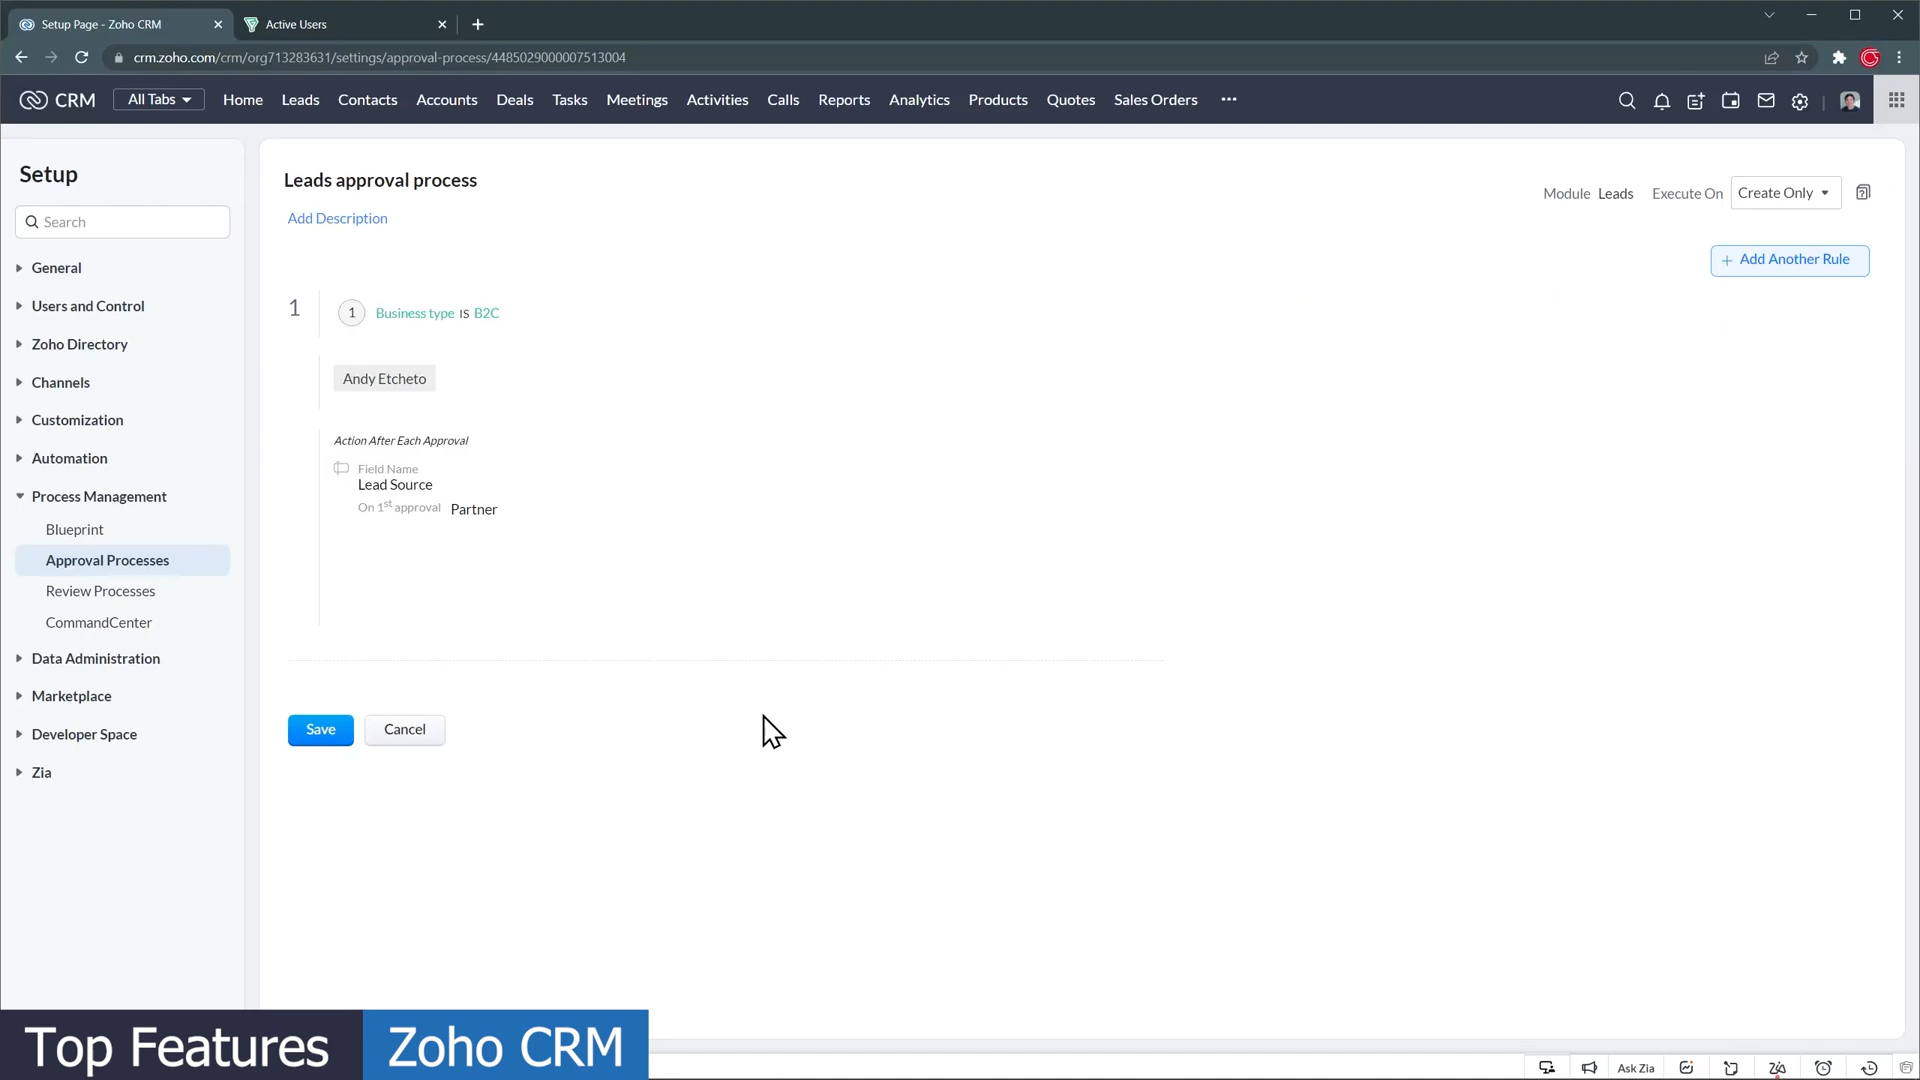 Setup Page - Zoho CRM
Active Users
crm.zoho.com/crm/org713283631/settings/approval-process/4485029000007513004
CRM
All Tabs
Home
Leads
Contacts
Accounts
Deals
Tasks
Meetings
Activities
Calls
Reports
Analytics
Products
Quotes
Sales Orders
Setup
Search
General
Users and Control
Zoho Directory
Channels
Customization
Automation
Process Management
Blueprint
Approval Processes
Review Processes
CommandCenter
Data Administration
Marketplace
Developer Space
Zia
Leads approval process
Add Description
Module Leads
Execute On Create Only
+ Add Another Rule
1
1 Business type IS B2C
Andy Etcheto
Action After Each Approval
Field Name
Lead Source
On 1st approval Partner
Save
Cancel
Top Features
Zoho CRM
Ask Zia